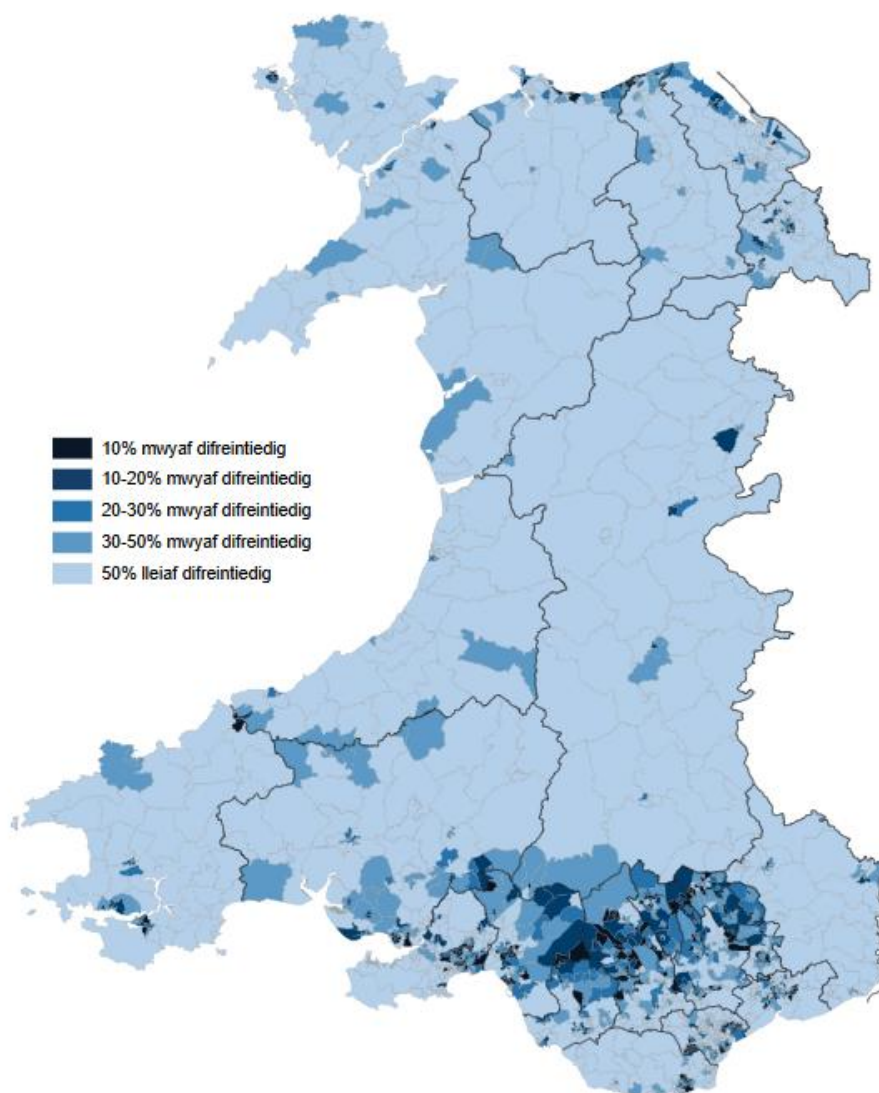 10% mwyaf difreintiedig
10-20% mwyaf difreintiedig
20-30% mwyaf difreintiedig
30-50% mwyaf difreintiedig
50% lleiaf difreintiedig